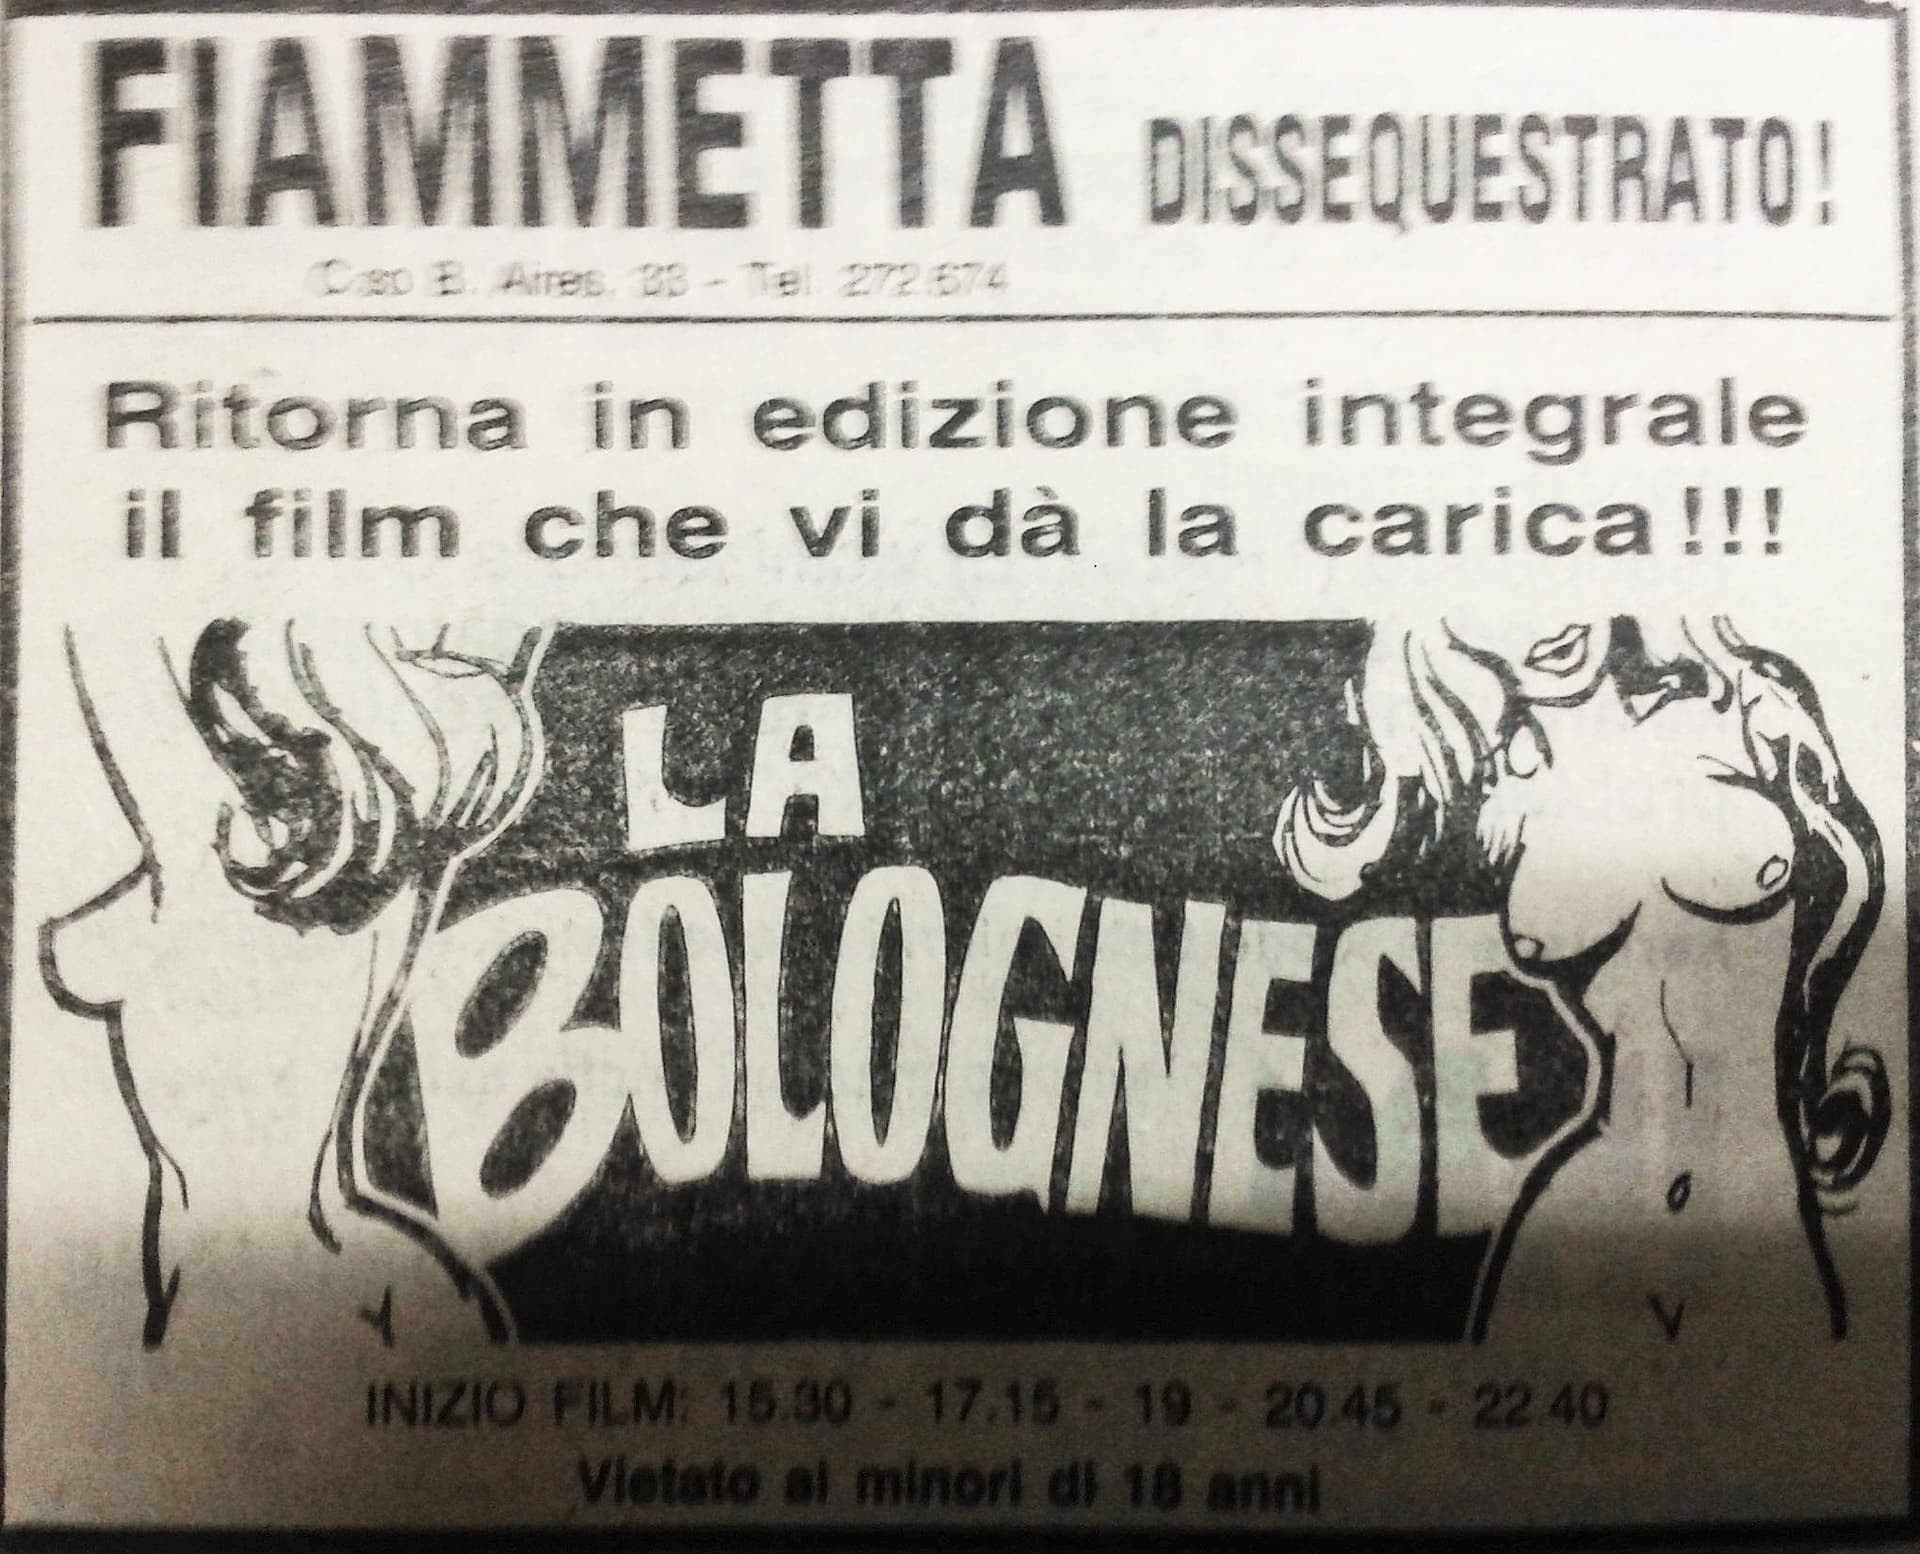 FIAMMETTA DISSEQUESTRATO!
C.so B. Aires, 33 - Tel. 272.674
Ritorna in edizione integrale
il film che vi dà la carica!!!
LA
BOLOGNESE
INIZIO FILM: 15.30 - 17.15 - 19 - 20.45 - 22.40
Vietato ai minori di 18 anni